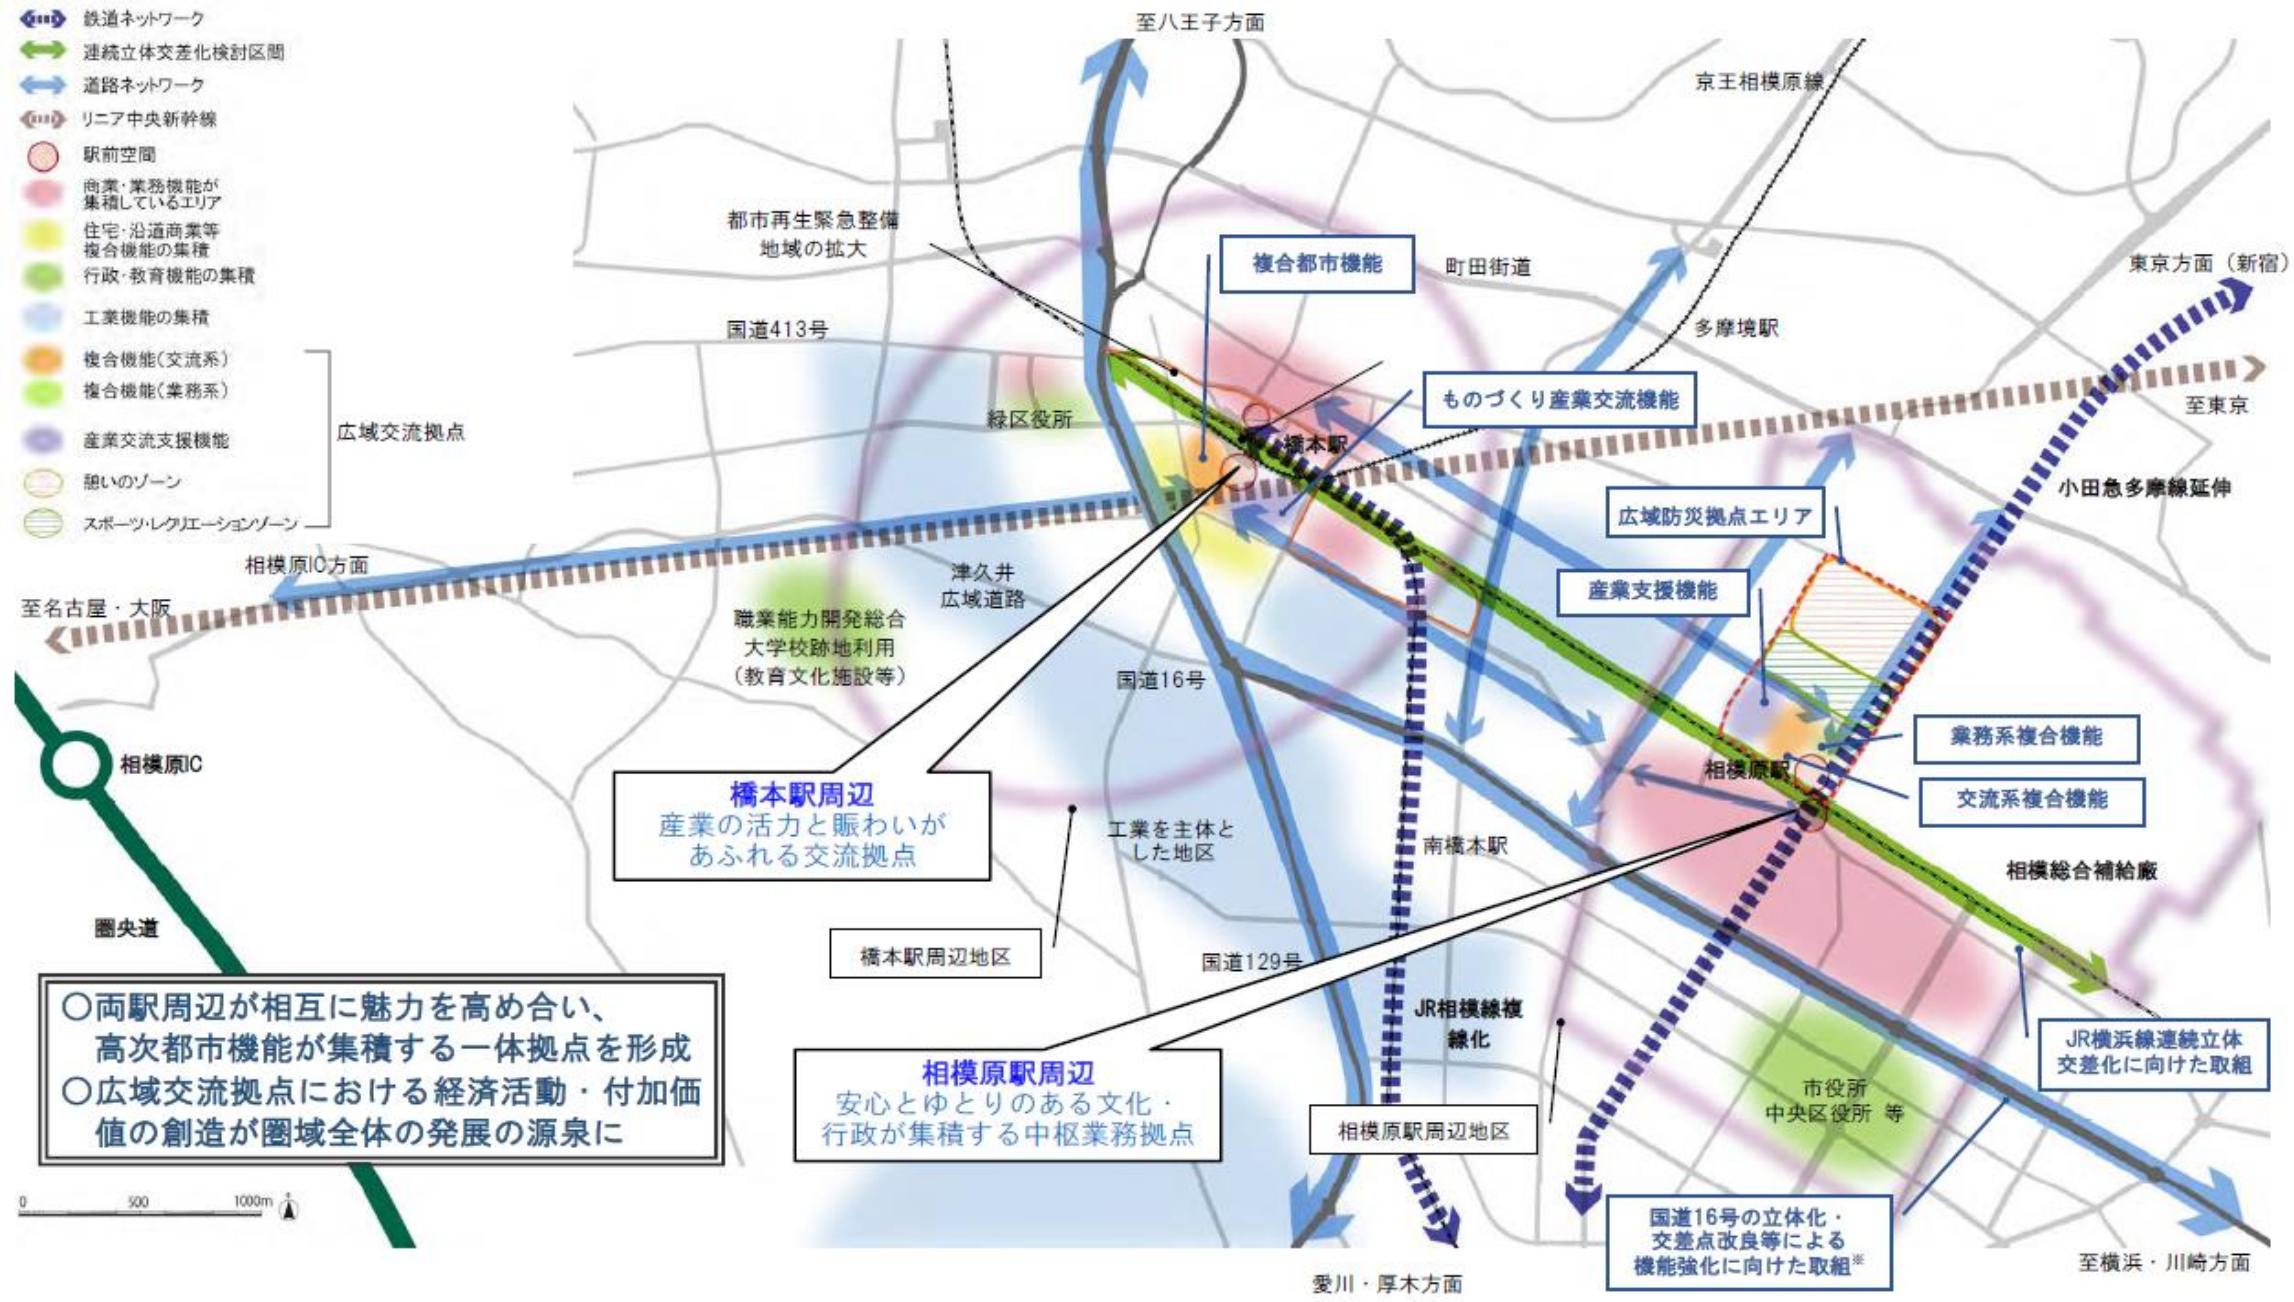 鉄道ネットワーク
連続立体交差化検討区間
道路ネットワーク
リニア中央新幹線
駅前空間
商業・業務機能が
集積しているエリア
住宅・沿道商業等
複合機能の集積
行政・教育機能の集積
工業機能の集積
複合機能(交流系)
複合機能(業務系)
産業交流支援機能
憩いのゾーン
スポーツ・レクリエーションゾーン
広域交流拠点
至八王子方面
京王相模原線
都市再生緊急整備
地域の拡大
複合都市機能
町田街道
東京方面(新宿)
国道413号
多摩境駅
ものづくり産業交流機能
至東京
緑区役所
橋本駅
小田急多摩線延伸
広域防災拠点エリア
相模原IC方面
津久井
広域道路
産業支援機能
至名古屋・大阪
職業能力開発総合
大学校跡地利用
(教育文化施設等)
国道16号
業務系複合機能
相模原IC
相模原駅
交流系複合機能
橋本駅周辺
産業の活力と賑わいが
あふれる交流拠点
工業を主体と
した地区
南橋本駅
相模総合補給廠
圏央道
橋本駅周辺地区
国道129号
○両駅周辺が相互に魅力を高め合い、
高次都市機能が集積する一体拠点を形成
○広域交流拠点における経済活動・付加価
値の創造が圏域全体の発展の源泉に
JR相模線複
線化
JR横浜線連続立体
交差化に向けた取組
相模原駅周辺
安心とゆとりのある文化・
行政が集積する中枢業務拠点
市役所
中央区役所 等
相模原駅周辺地区
0 500 1000m
国道16号の立体化・
交差点改良等による
機能強化に向けた取組※
愛川・厚木方面
至横浜・川崎方面